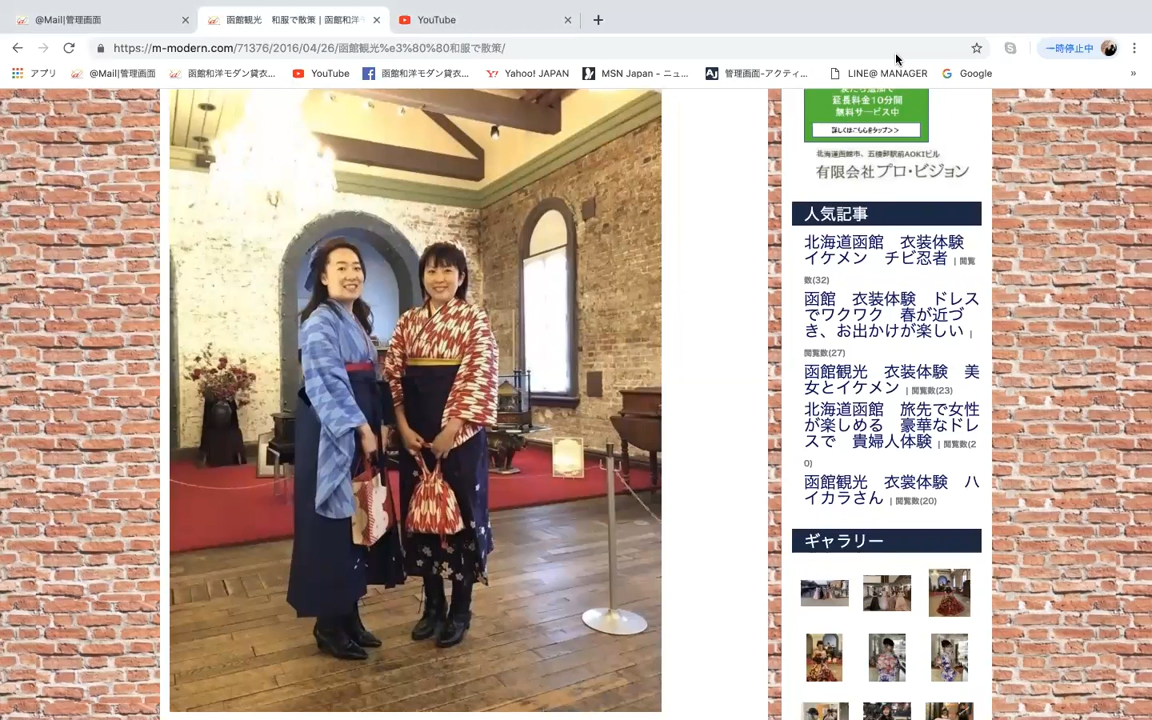 @Mail|管理画面
函館観光　和服で散策 | 函館和洋
YouTube
https://m-modern.com/71376/2016/04/26/函館観光%e3%80%80和服で散策/
一時停止中
アプリ
@Mail|管理画面
函館和洋モダン貸衣...
YouTube
函館和洋モダン貸衣...
Yahoo! JAPAN
MSN Japan - ニュ...
管理画面-アクティ...
LINE@ MANAGER
Google
»
延長料金10分間
無料サービス中
詳しくはこちらをタップ>>
北海道函館市、五稜郭駅前AOKIビル
有限会社プロ・ビジョン
人気記事
北海道函館　衣装体験
イケメン　チビ忍者 | 閲覧
数(32)
函館　衣装体験　ドレス
でワクワク　春が近づ
き、お出かけが楽しい |
閲覧数(27)
函館観光　衣装体験　美
女とイケメン | 閲覧数(23)
北海道函館　旅先で女性
が楽しめる　豪華なドレ
スで　貴婦人体験 | 閲覧数(2
0)
函館観光　衣裳体験　ハ
イカラさん | 閲覧数(20)
ギャラリー